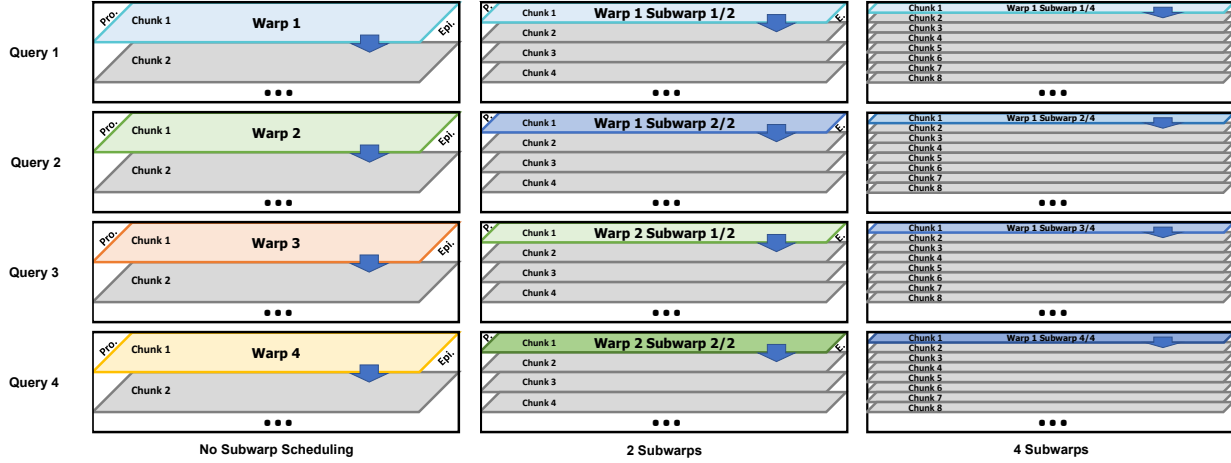 Query 1
Pro.
Chunk 1
Warp 1
Epi.
Chunk 2
...
P.
Chunk 1
Warp 1 Subwarp 1/2
E.
Chunk 2
Chunk 3
Chunk 4
...
Chunk 1
Warp 1 Subwarp 1/4
Chunk 2
Chunk 3
Chunk 4
Chunk 5
Chunk 6
Chunk 7
Chunk 8
...
Query 2
Pro.
Chunk 1
Warp 2
Epi.
Chunk 2
...
P.
Chunk 1
Warp 1 Subwarp 2/2
E.
Chunk 2
Chunk 3
Chunk 4
...
Chunk 1
Warp 1 Subwarp 2/4
Chunk 2
Chunk 3
Chunk 4
Chunk 5
Chunk 6
Chunk 7
Chunk 8
...
Query 3
Pro.
Chunk 1
Warp 3
Epi.
Chunk 2
...
P.
Chunk 1
Warp 2 Subwarp 1/2
E.
Chunk 2
Chunk 3
Chunk 4
...
Chunk 1
Warp 1 Subwarp 3/4
Chunk 2
Chunk 3
Chunk 4
Chunk 5
Chunk 6
Chunk 7
Chunk 8
...
Query 4
Pro.
Chunk 1
Warp 4
Epi.
Chunk 2
...
P.
Chunk 1
Warp 2 Subwarp 2/2
E.
Chunk 2
Chunk 3
Chunk 4
...
Chunk 1
Warp 1 Subwarp 4/4
Chunk 2
Chunk 3
Chunk 4
Chunk 5
Chunk 6
Chunk 7
Chunk 8
...
No Subwarp Scheduling
2 Subwarps
4 Subwarps